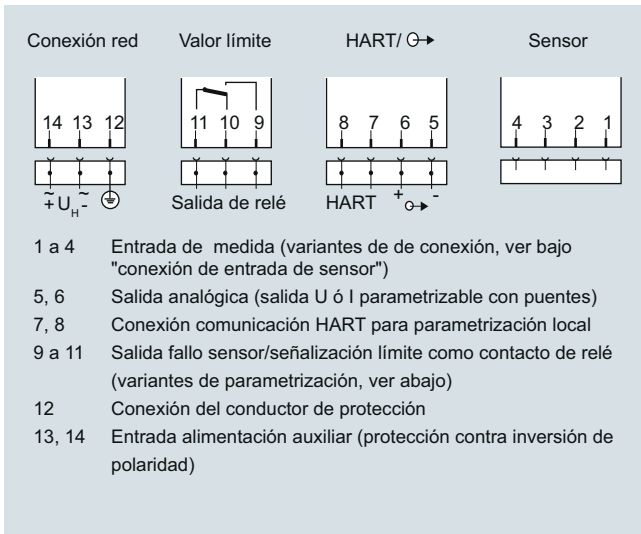 Conexión red Valor límite HART/ Sensor
14 13 12 11 10 9 8 7 6 5 4 3 2 1
~ ~ + -
+ U H - Salida de relé HART
1 a 4 Entrada de medida (variantes de de conexión, ver bajo
"conexión de entrada de sensor")
5, 6 Salida analógica (salida U ó I parametrizable con puentes)
7, 8 Conexión comunicación HART para parametrización local
9 a 11 Salida fallo sensor/señalización límite como contacto de relé
(variantes de parametrización, ver abajo)
12 Conexión del conductor de protección
13, 14 Entrada alimentación auxiliar (protección contra inversión de
polaridad)